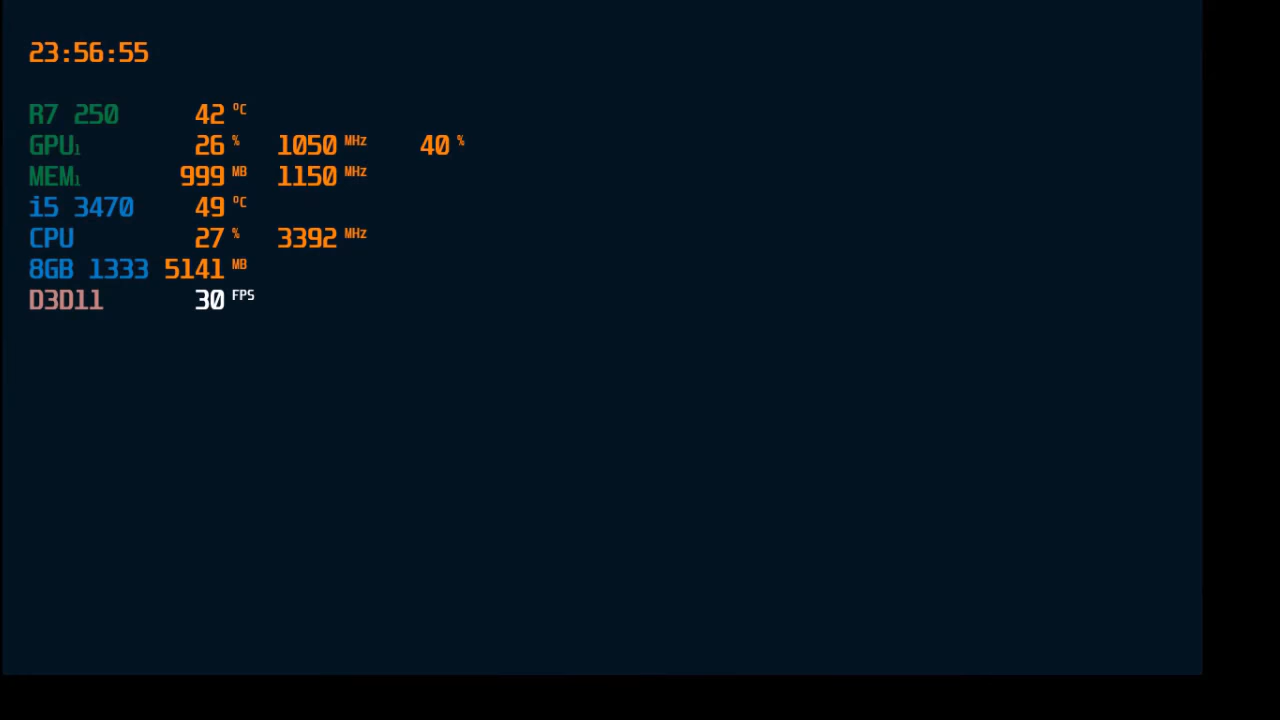 23:56:55
R7 250 42 °C
GPU1 26 % 1050 MHz 40 %
MEM1 999 MB 1150 MHz
i5 3470 49 °C
CPU 27 % 3392 MHz
8GB 1333 5141 MB
D3D11 30 FPS